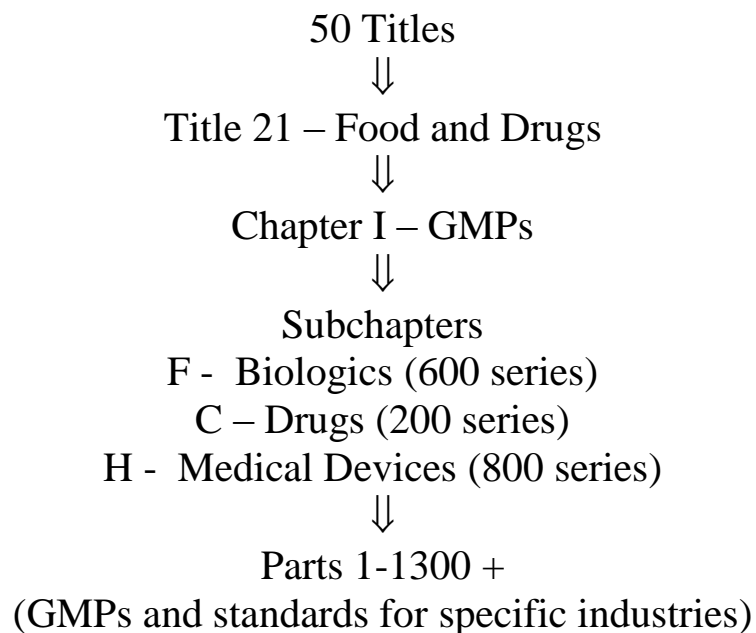 50 Titles
⇓
Title 21 – Food and Drugs
⇓
Chapter I – GMPs
⇓
Subchapters
F - Biologics (600 series)
C – Drugs (200 series)
H - Medical Devices (800 series)
⇓
Parts 1-1300 +
(GMPs and standards for specific industries)